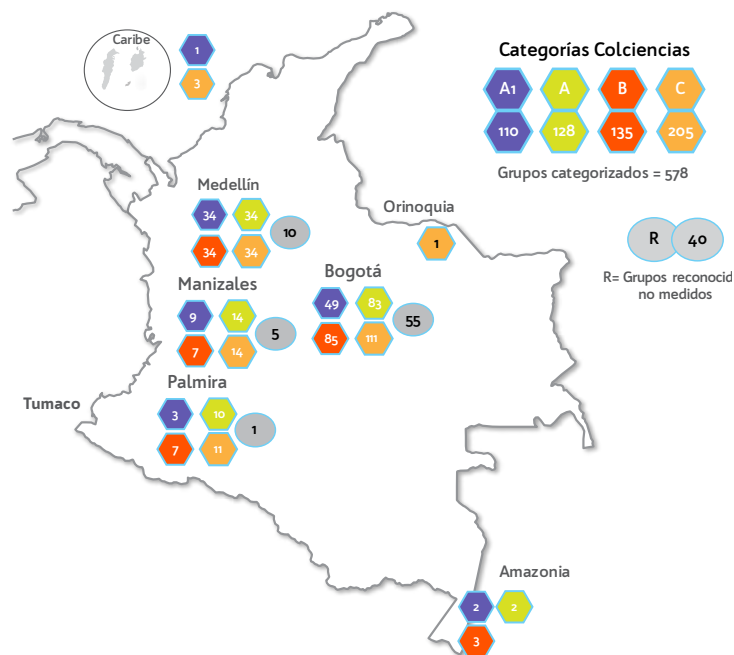 Caribe
1
3
Categorías Colciencias
A1 A B C
110 128 135 205
Grupos categorizados = 578
Medellín
34 34
10
34 34
Orinoquia
1
R 40
R= Grupos reconocid
no medidos
Manizales
9 14
5
7 14
Bogotá
49 83
55
85 111
Palmira
3 10
1
7 11
Tumaco
Amazonia
2 2
3